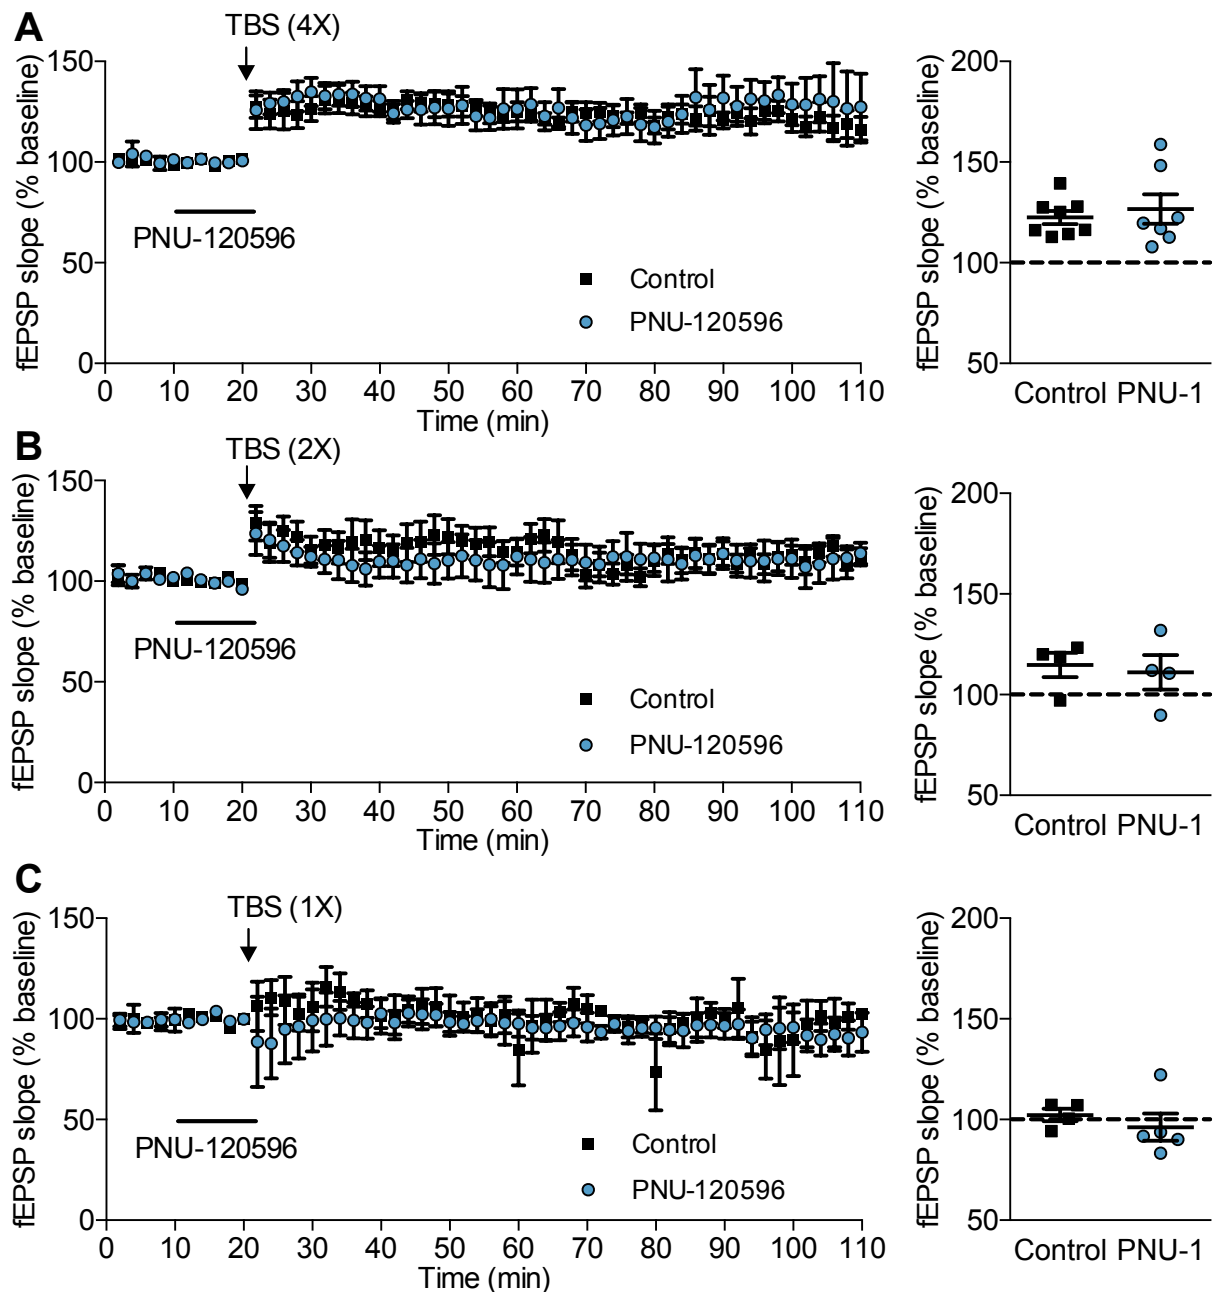 A
TBS (4X)
fEPSP slope (% baseline)
150
100
50
0
PNU-120596
Control
PNU-120596
0 10 20 30 40 50 60 70 80 90 100 110
Time (min)
fEPSP slope (% baseline)
200
150
100
50
Control PNU-1
B
TBS (2X)
fEPSP slope (% baseline)
150
100
50
0
PNU-120596
Control
PNU-120596
0 10 20 30 40 50 60 70 80 90 100 110
Time (min)
fEPSP slope (% baseline)
200
150
100
50
Control PNU-1
C
TBS (1X)
fEPSP slope (% baseline)
150
100
50
0
PNU-120596
Control
PNU-120596
0 10 20 30 40 50 60 70 80 90 100 110
Time (min)
fEPSP slope (% baseline)
200
150
100
50
Control PNU-1